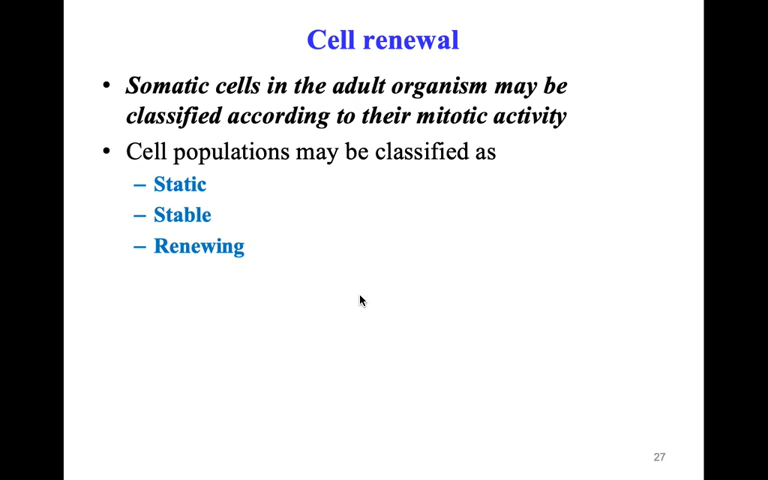 Cell renewal
• Somatic cells in the adult organism may be
classified according to their mitotic activity
• Cell populations may be classified as
– Static
– Stable
– Renewing
27